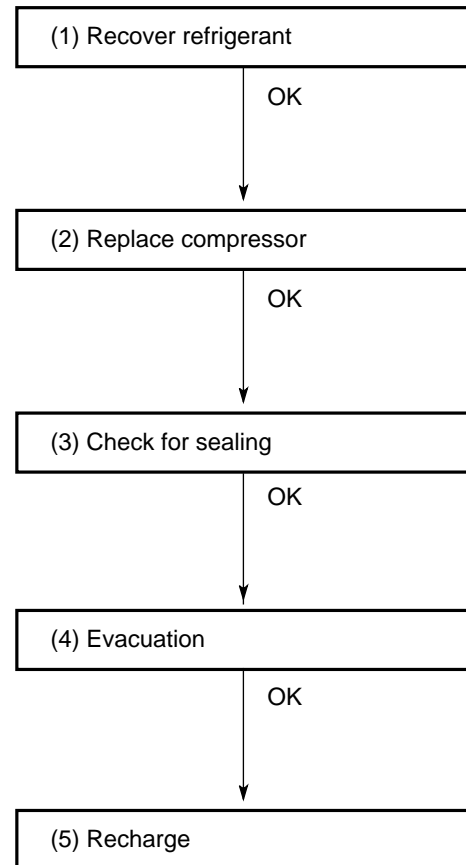 (1) Recover refrigerant
OK
(2) Replace compressor
OK
(3) Check for sealing
OK
(4) Evacuation
OK
(5) Recharge